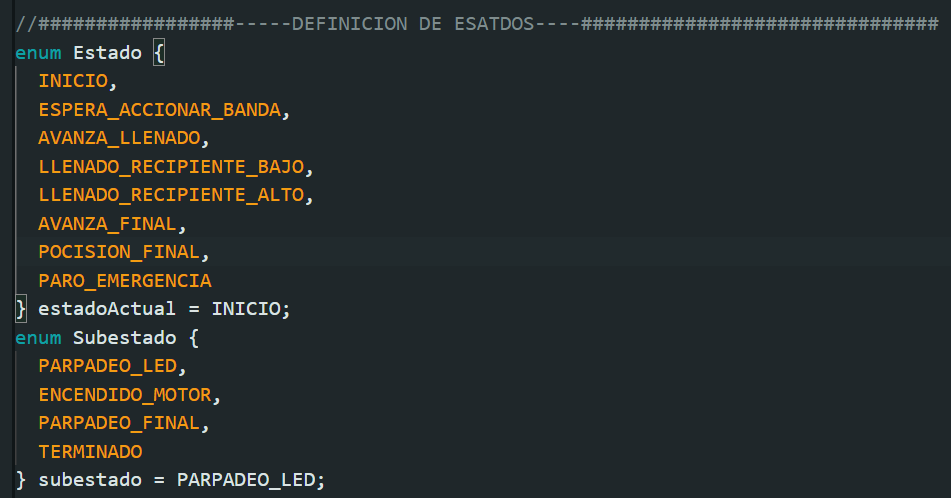 //#################-----DEFINICION DE ESATDOS----###############################
enum Estado {
INICIO,
ESPERA_ACCIONAR_BANDA,
AVANZA_LLENADO,
LLENADO_RECIPIENTE_BAJO,
LLENADO_RECIPIENTE_ALTO,
AVANZA_FINAL,
POCISION_FINAL,
PARO_EMERGENCIA
} estadoActual = INICIO;
enum Subestado {
PARPADEO_LED,
ENCENDIDO_MOTOR,
PARPADEO_FINAL,
TERMINADO
} subestado = PARPADEO_LED;